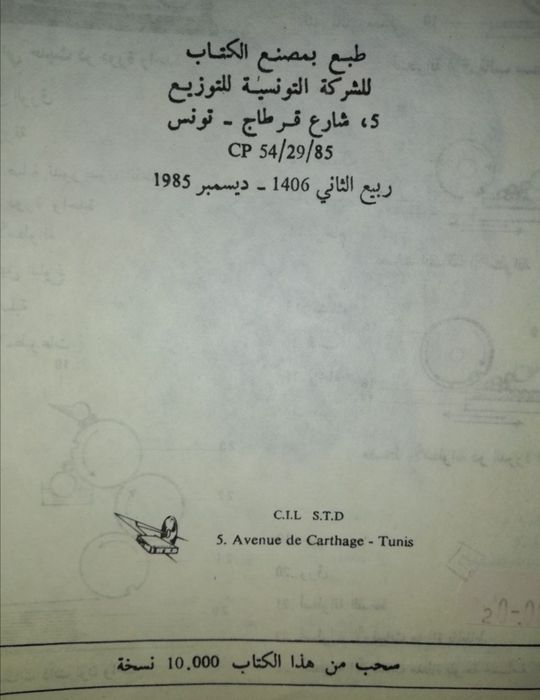 طبع بمصنع الكتاب
للشركة التونسية للتوزيع
5، شارع قرطاج - تونس
CP 54/29/85
ربيع الثاني 1406 - ديسمبر 1985
C.I.L S.T.D
5. Avenue de Carthage - Tunis
سحب من هذا الكتاب 10.000 نسخة